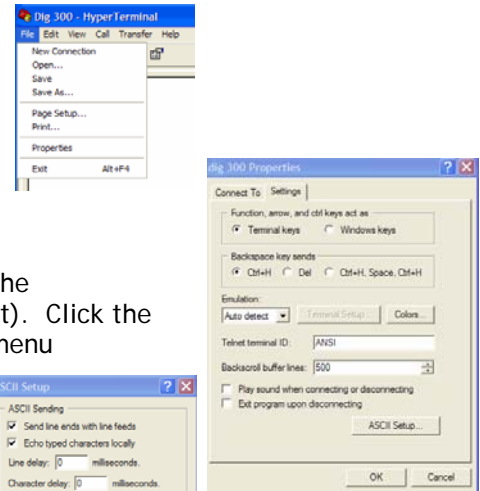 Dig 300 - HyperTerminal
File Edit View Call Transfer Help
New Connection
Open...
Save
Save As...
Page Setup...
Print...
Properties
Exit Alt+F4
dig 300 Properties
Connect To Settings
Function, arrow, and ctrl keys act as
Terminal keys Windows keys
Backspace key sends
Ctrl+H Del Ctrl+H, Space, Ctrl+H
Emulation:
Auto detect Terminal Setup... Colors...
Telnet terminal ID: ANSI
Backscroll buffer lines: 500
Play sound when connecting or disconnecting
Exit program upon disconnecting
ASCII Setup...
OK Cancel
he
t). Click the
menu
SCII Setup
ASCII Sending
Send line ends with line feeds
Echo typed characters locally
Line delay: 0 milliseconds.
Character delay: 0 milliseconds.